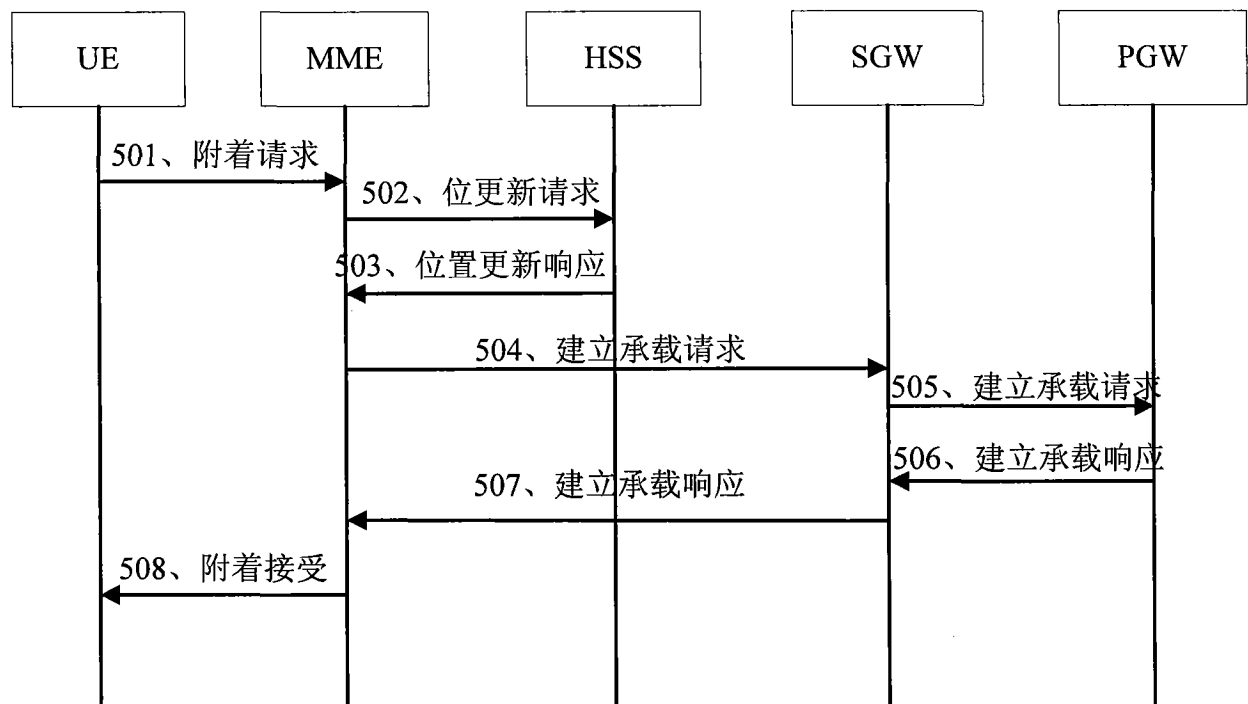 UE
MME
HSS
SGW
PGW
501、附着请求
502、位更新请求
503、位置更新响应
504、建立承载请求
505、建立承载请求
506、建立承载响应
507、建立承载响应
508、附着接受